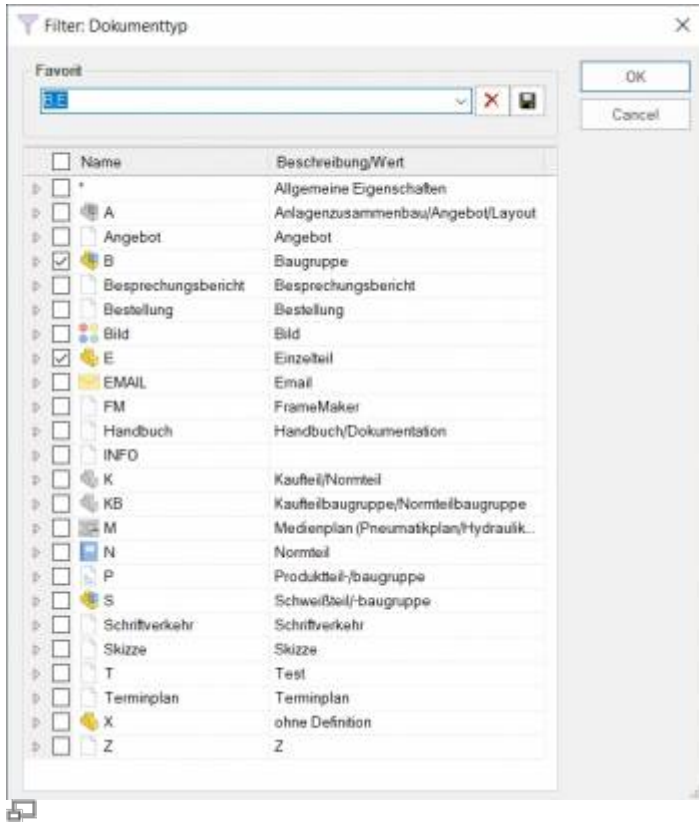 Filter: Dokumenttyp
Favorit
B;E
OK
Cancel
Name Beschreibung/Wert
* Allgemeine Eigenschaften
A Anlagenzusammenbau/Angebot/Layout
Angebot Angebot
B Baugruppe
Besprechungsbericht Besprechungsbericht
Bestellung Bestellung
Bild Bild
E Einzelteil
EMAIL Email
FM FrameMaker
Handbuch Handbuch/Dokumentation
INFO
K Kaufteil/Normteil
KB Kaufteilbaugruppe/Normteilbaugruppe
M Medienplan (Pneumatikplan/Hydraulik...
N Normteil
P Produktteil-/baugruppe
S Schweißteil/-baugruppe
Schriftverkehr Schriftverkehr
Skizze Skizze
T Test
Terminplan Terminplan
X ohne Definition
Z Z